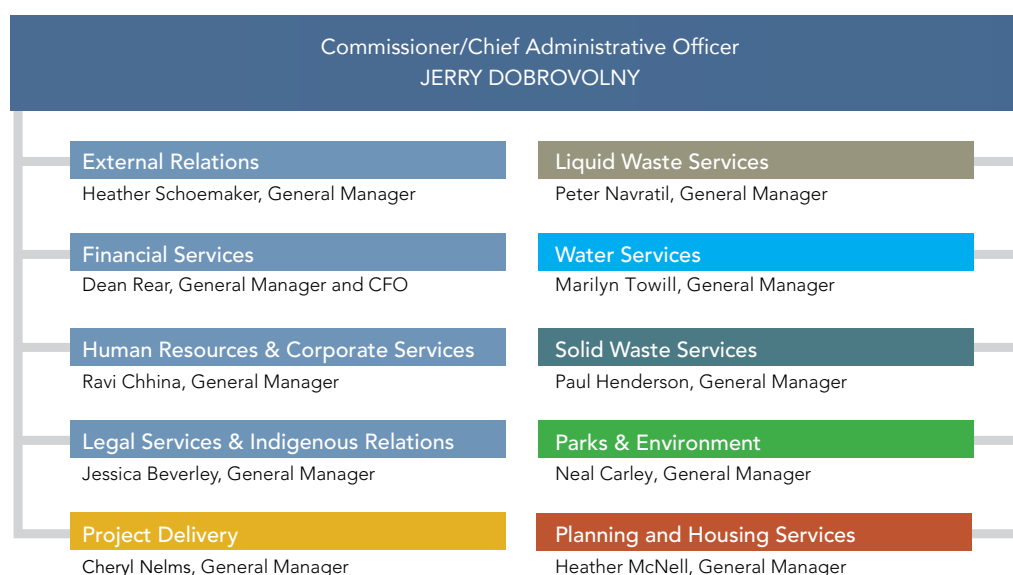 Commissioner/Chief Administrative Officer
JERRY DOBROVOLNY
External Relations
Heather Schoemaker, General Manager
Financial Services
Dean Rear, General Manager and CFO
Human Resources & Corporate Services
Ravi Chhina, General Manager
Legal Services & Indigenous Relations
Jessica Beverley, General Manager
Project Delivery
Cheryl Nelms, General Manager
Liquid Waste Services
Peter Navratil, General Manager
Water Services
Marilyn Towill, General Manager
Solid Waste Services
Paul Henderson, General Manager
Parks & Environment
Neal Carley, General Manager
Planning and Housing Services
Heather McNell, General Manager